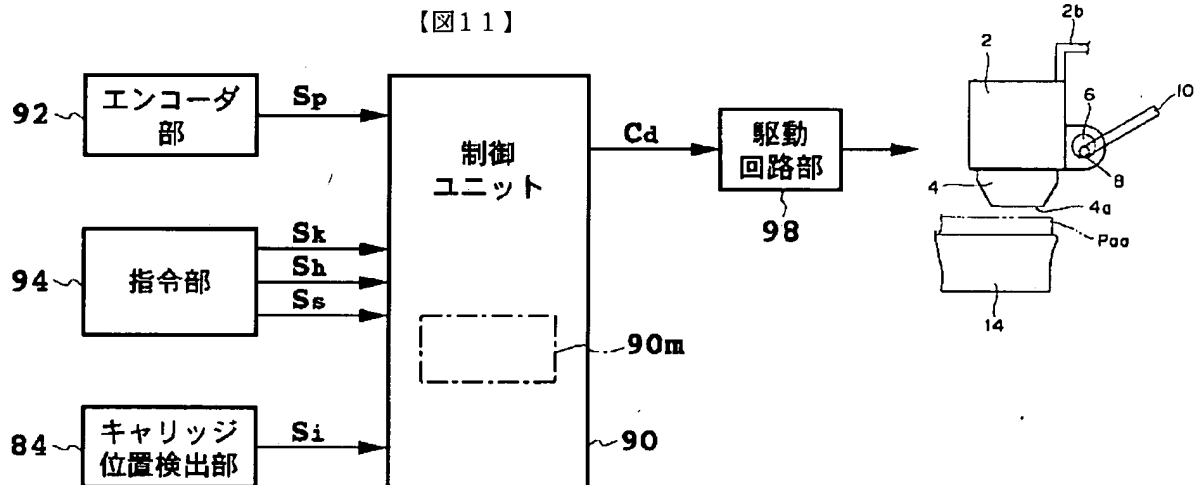 【図11】
2b
2
6
10
8
4
4a
Paa
14
92
エンコーダ
部
Sp
制御
ユニット
Cd
駆動
回路部
98
94
指令部
Sk
Sh
Ss
90m
84
キャリッジ
位置検出部
Si
90